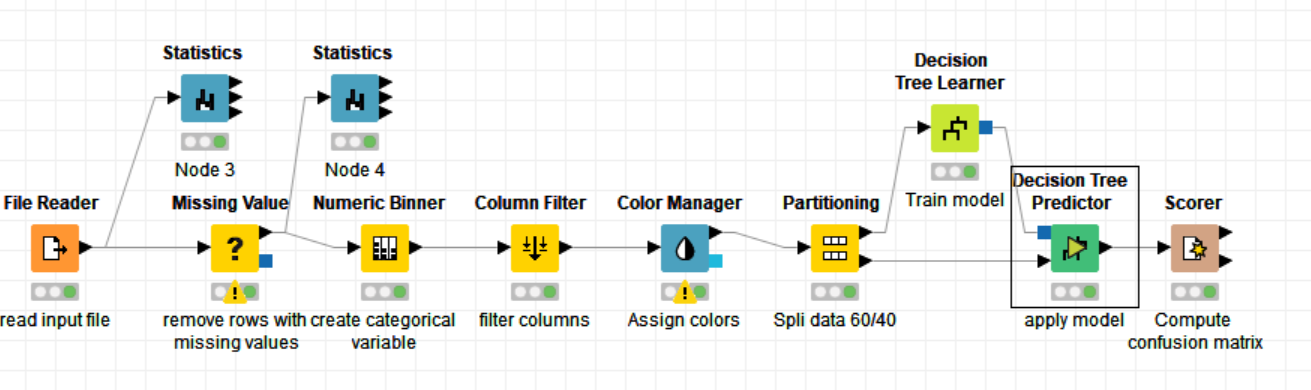 Statistics
Statistics
Decision
Tree Learner
Node 3
Node 4
Train model
File Reader
Missing Value
Numeric Binner
Column Filter
Color Manager
Partitioning
Decision Tree
Predictor
Scorer
?
!
!
read input file
remove rows with
missing values
create categorical
variable
filter columns
Assign colors
Spli data 60/40
apply model
Compute
confusion matrix